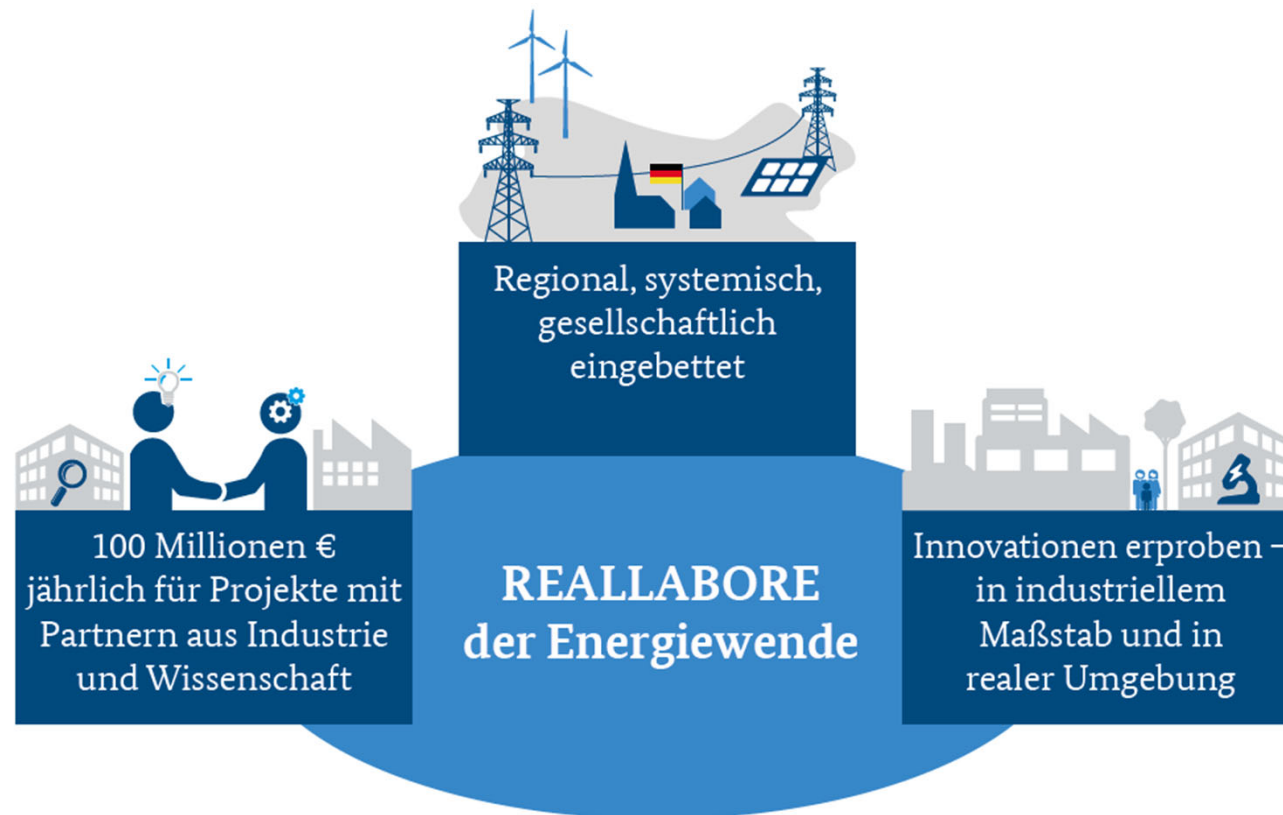 Regional, systemisch,
gesellschaftlich
eingebettet
100 Millionen €
jährlich für Projekte mit
Partnern aus Industrie
und Wissenschaft
REALLABORE
der Energiewende
Innovationen erproben –
in industriellem
Maßstab und in
realer Umgebung